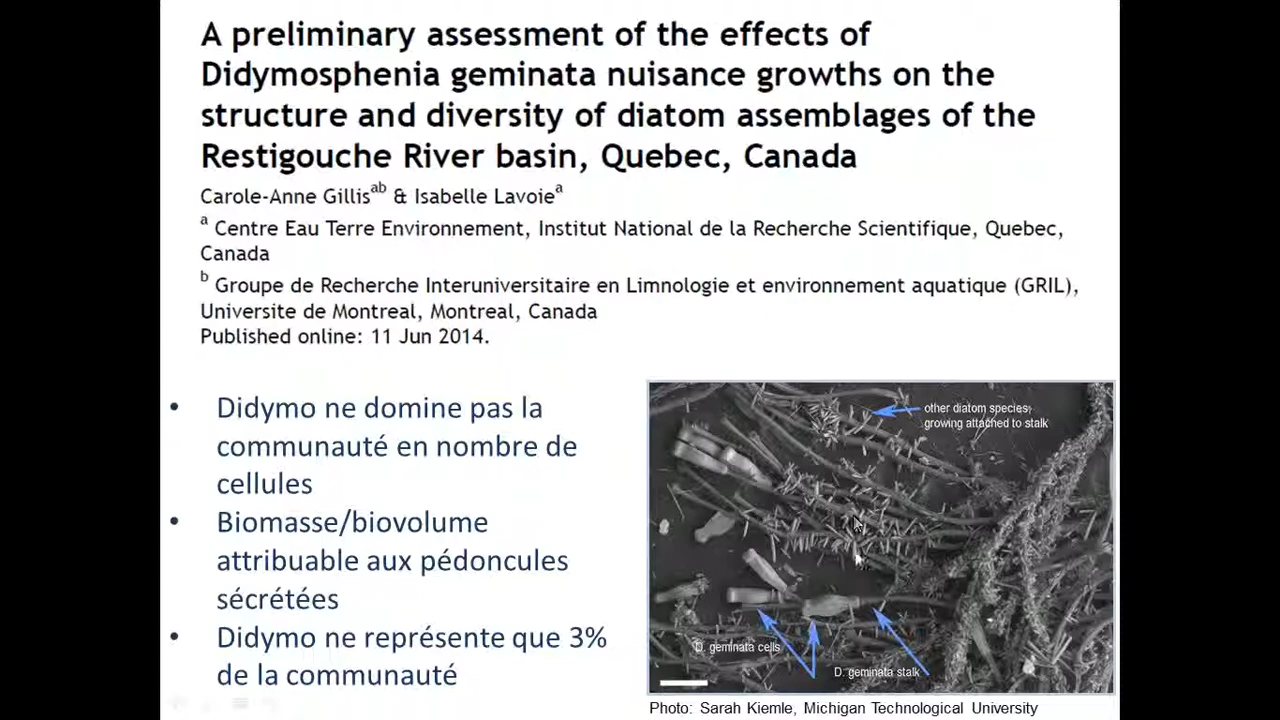 A preliminary assessment of the effects of
Didymosphenia geminata nuisance growths on the
structure and diversity of diatom assemblages of the
Restigouche River basin, Quebec, Canada
Carole-Anne Gillisab & Isabelle Lavoiea
a Centre Eau Terre Environnement, Institut National de la Recherche Scientifique, Quebec,
Canada
b Groupe de Recherche Interuniversitaire en Limnologie et environnement aquatique (GRIL),
Universite de Montreal, Montreal, Canada
Published online: 11 Jun 2014.
• Didymo ne domine pas la
communauté en nombre de
cellules
• Biomasse/biovolume
attribuable aux pédoncules
sécrétées
• Didymo ne représente que 3%
de la communauté
other diatom species
growing attached to stalk
D. geminata cells
D. geminata stalk
Photo: Sarah Kiemle, Michigan Technological University